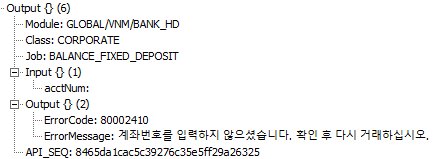 Output {} (6)
Module: GLOBAL/VNM/BANK_HD
Class: CORPORATE
Job: BALANCE_FIXED_DEPOSIT
Input {} (1)
acctNum:
Output {} (2)
ErrorCode: 80002410
ErrorMessage: 계좌번호를 입력하지 않으셨습니다. 확인 후 다시 거래하십시오.
API_SEQ: 8465da1cac5c39276c35e5ff29a26325